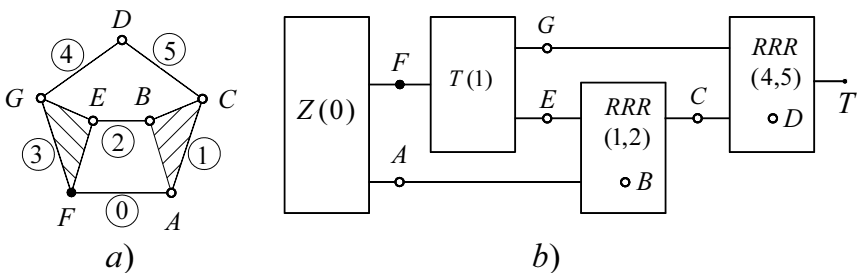 D
4 5
G E B C
3 2 1
F 0 A
a)
Z(0)
F
A
T(1)
G
E
RRR
(1,2)
B
C
RRR
(4,5)
D
T
b)